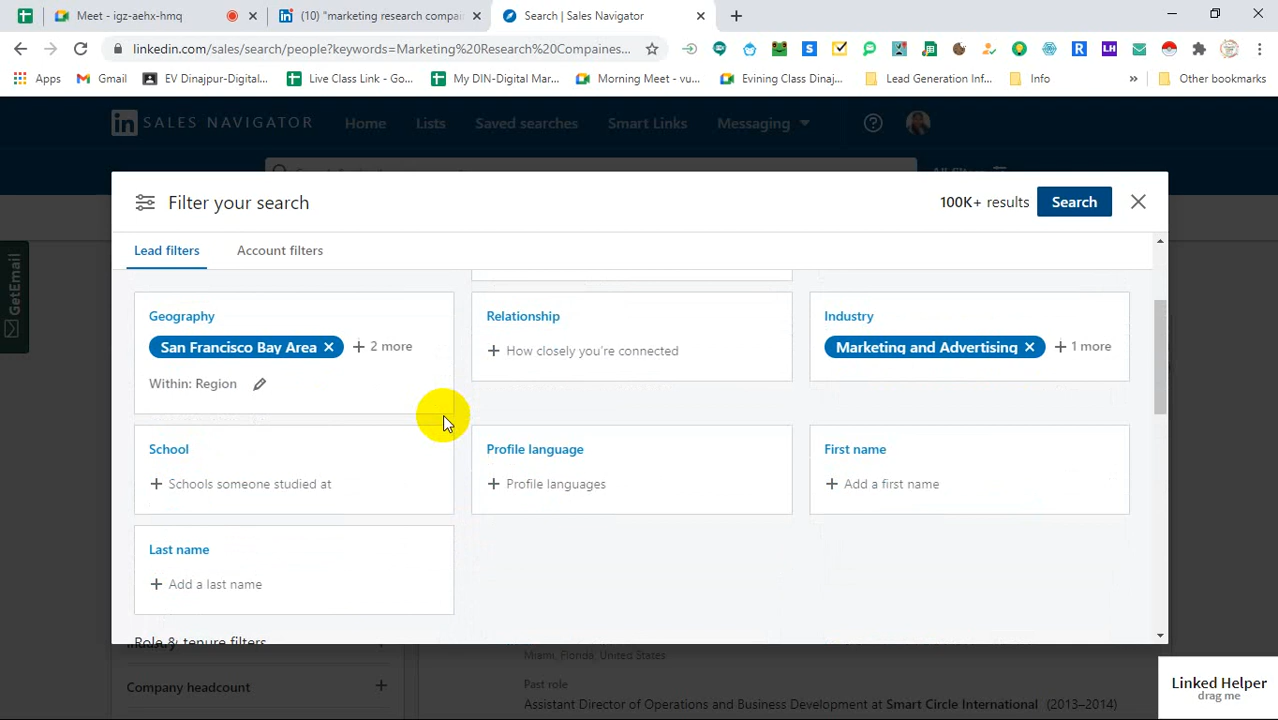 Meet - igz-aehx-hmq
(10) "marketing research compa
Search | Sales Navigator
linkedin.com/sales/search/people?keywords=Marketing%20Research%20Compaines...
Apps
Gmail
EV Dinajpur-Digital...
Live Class Link - Go...
My DIN-Digital Mar...
Morning Meet - vu...
Evining Class Dinaj...
Lead Generation Inf...
Info
Other bookmarks
in SALES NAVIGATOR
Home
Lists
Saved searches
Smart Links
Messaging
Filter your search
100K+ results
Search
Lead filters
Account filters
GetEmail
Geography
San Francisco Bay Area
+ 2 more
Within: Region
Relationship
+ How closely you're connected
Industry
Marketing and Advertising
+ 1 more
School
+ Schools someone studied at
Profile language
+ Profile languages
First name
+ Add a first name
Last name
+ Add a last name
Role & tenure filters
Industry
Company headcount
Miami, Florida, United States
Past role
Assistant Director of Operations and Business Development at Smart Circle International (2013–2014)
Linked Helper
drag me